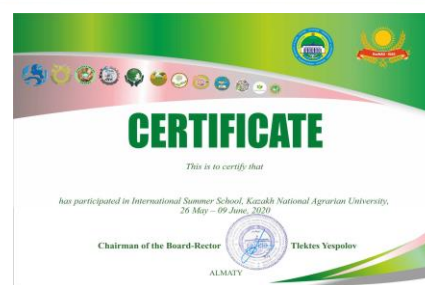 CERTIFICATE
This is to certify that
has participated in International Summer School, Kazakh National Agrarian University,
26 May – 09 June, 2020
Chairman of the Board-Rector Tlektes Yespolov
ALMATY